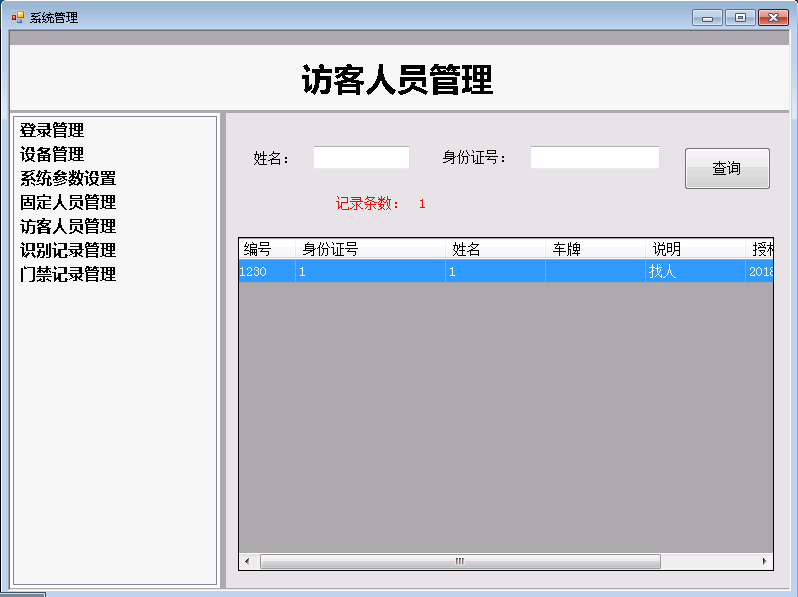 系统管理
访客人员管理
登录管理
设备管理
系统参数设置
固定人员管理
访客人员管理
识别记录管理
门禁记录管理
姓名： 身份证号： 查询
记录条数： 1
编号 身份证号 姓名 车牌 说明 授权
1230 1 1 找人 2018